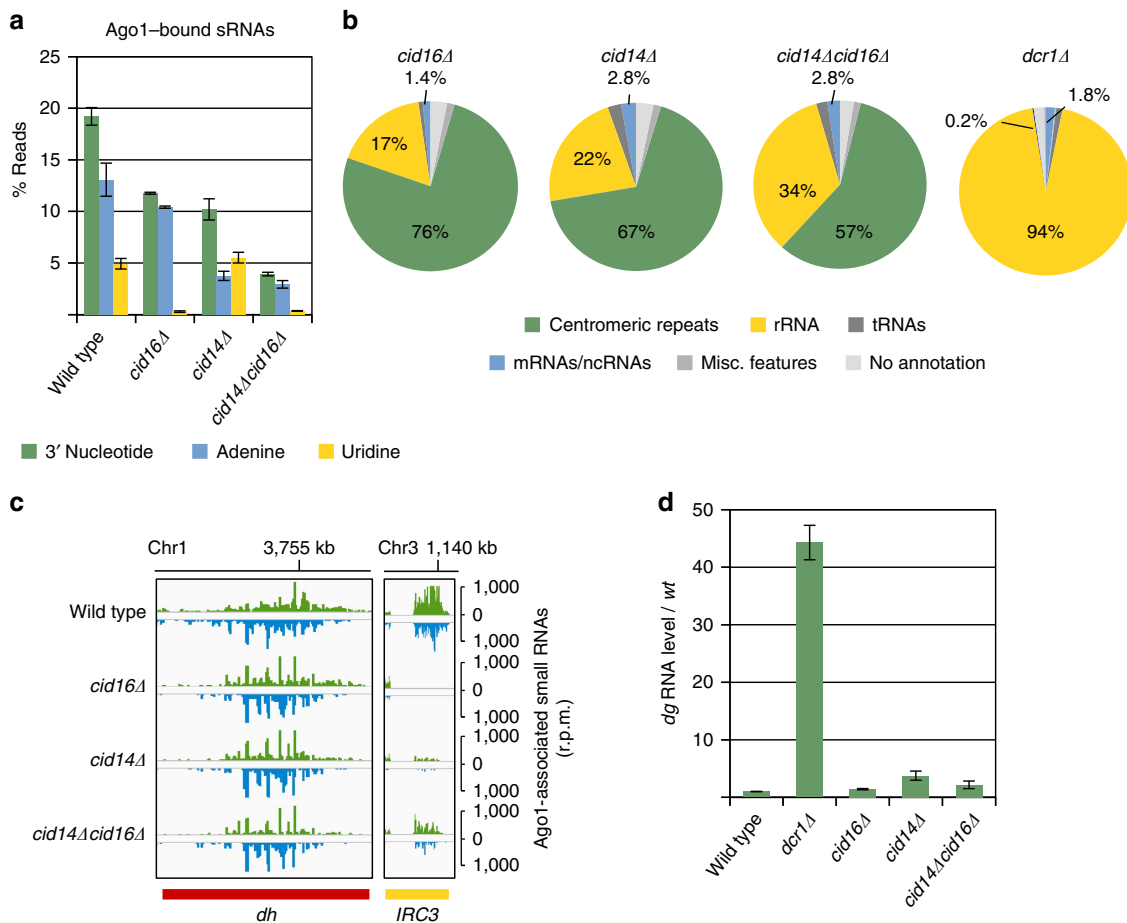 a
Ago1–bound sRNAs
% Reads
25
20
15
10
5
Wild type
cid16Δ
cid14Δ
cid14Δcid16Δ
3′ Nucleotide
Adenine
Uridine
b
cid16Δ
1.4%
17%
76%
cid14Δ
2.8%
22%
67%
cid14Δcid16Δ
2.8%
34%
57%
dcr1Δ
1.8%
0.2%
94%
Centromeric repeats
rRNA
tRNAs
mRNAs/ncRNAs
Misc. features
No annotation
c
Chr1
3,755 kb
Chr3 1,140 kb
Wild type
1,000
0
1,000
cid16Δ
1,000
0
1,000
cid14Δ
1,000
0
1,000
cid14Δcid16Δ
1,000
0
1,000
Ago1-associated small RNAs
(r.p.m.)
dh
IRC3
d
dg RNA level / wt
50
40
30
20
10
Wild type
dcr1Δ
cid16Δ
cid14Δ
cid14Δcid16Δ